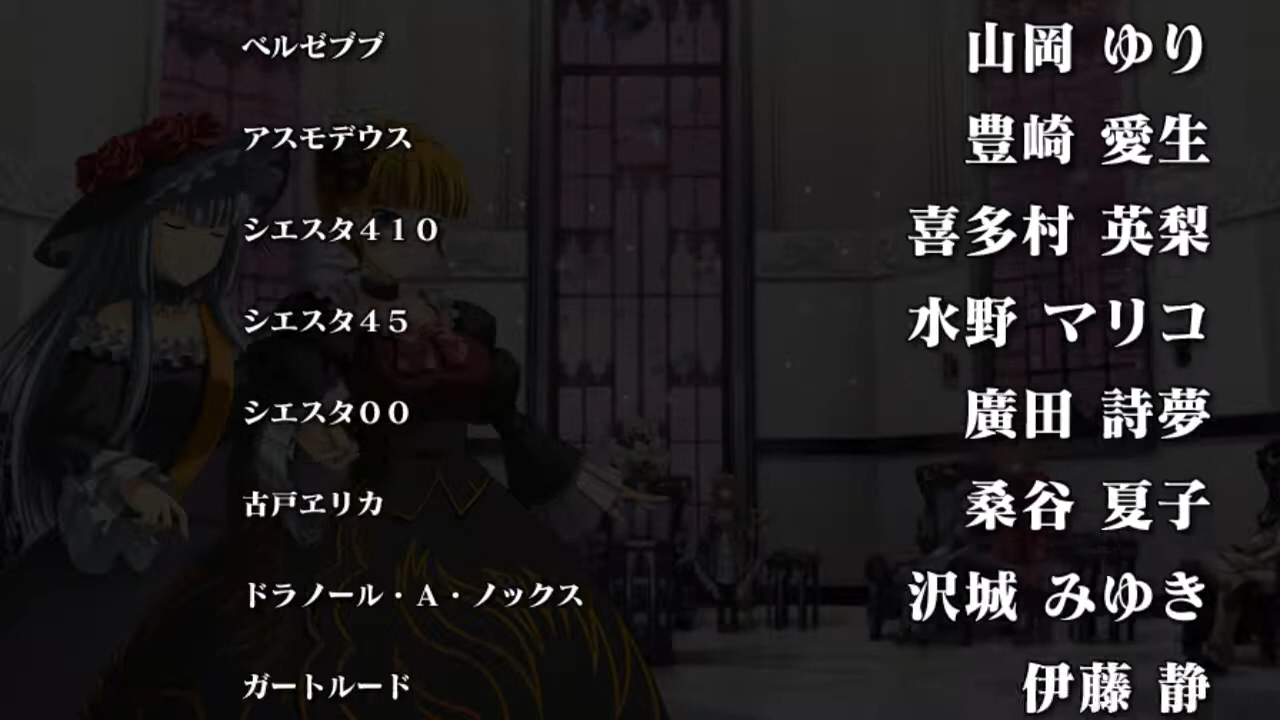 ベルゼブブ 山岡 ゆり
アスモデウス 豊崎 愛生
シエスタ４１０ 喜多村 英梨
シエスタ４５ 水野 マリコ
シエスタ００ 廣田 詩夢
古戸ヱリカ 桑谷 夏子
ドラノール・Ａ・ノックス 沢城 みゆき
ガートルード 伊藤 静